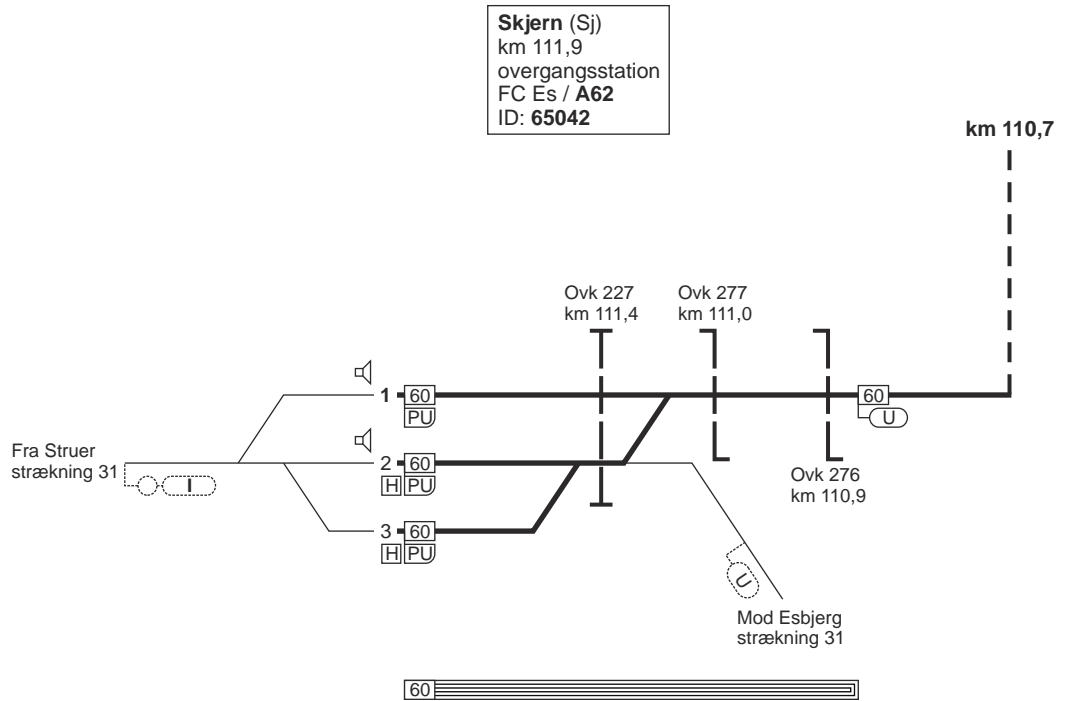 Skjern (Sj)
km 111,9
overgangsstation
FC Es / A62
ID: 65042
km 110,7
Ovk 227
km 111,4
Ovk 277
km 111,0
1 60
PU
60
U
Fra Struer
strækning 31
I
2 60
H PU
Ovk 276
km 110,9
3 60
H PU
U
Mod Esbjerg
strækning 31
60